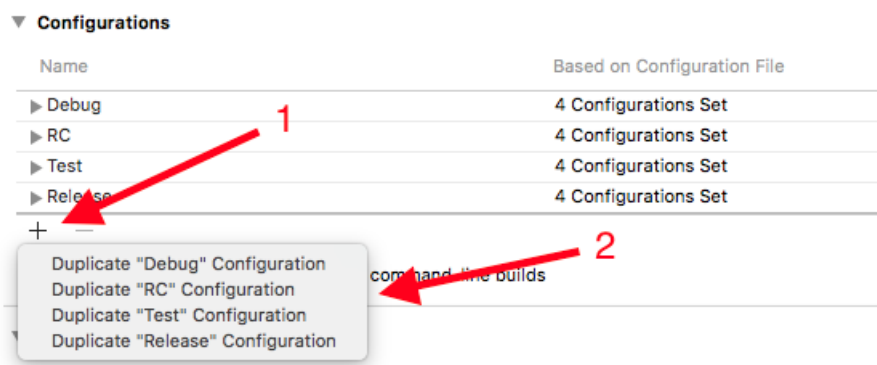 Configurations
Name Based on Configuration File
Debug 4 Configurations Set
1
RC 4 Configurations Set
Test 4 Configurations Set
Release 4 Configurations Set
+ —
2
Duplicate "Debug" Configuration
command-line builds
Duplicate "RC" Configuration
Duplicate "Test" Configuration
Duplicate "Release" Configuration